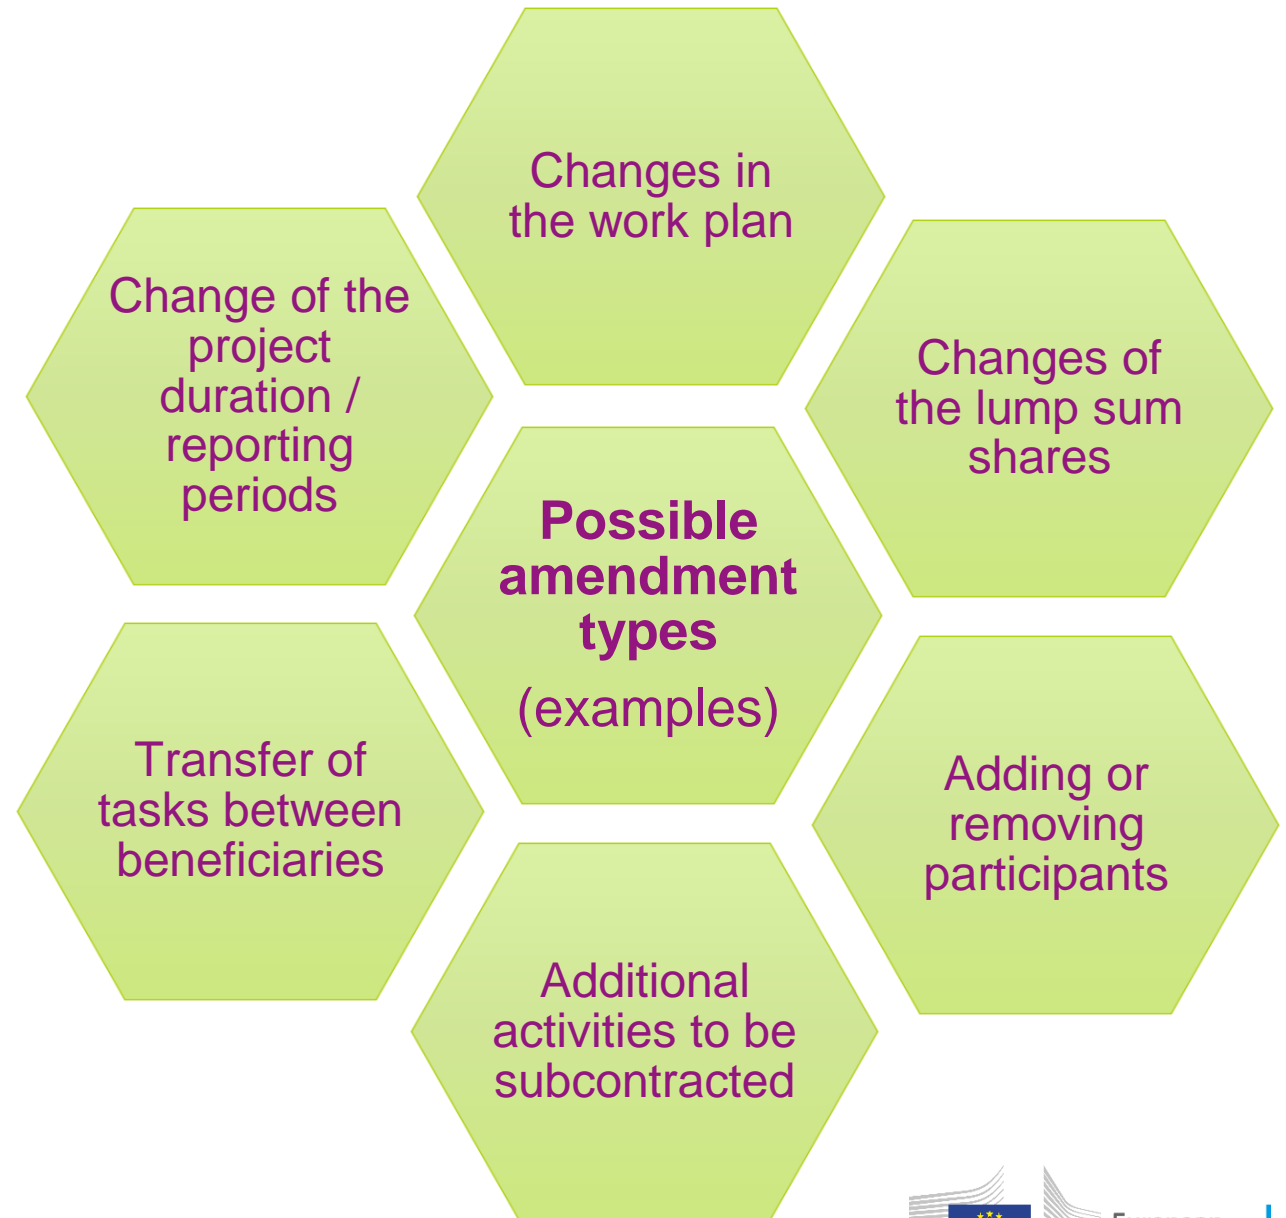 Changes in
the work plan
Change of the
project
duration /
reporting
periods
Changes of
the lump sum
shares
Possible
amendment
types
(examples)
Transfer of
tasks between
beneficiaries
Adding or
removing
participants
Additional
activities to be
subcontracted